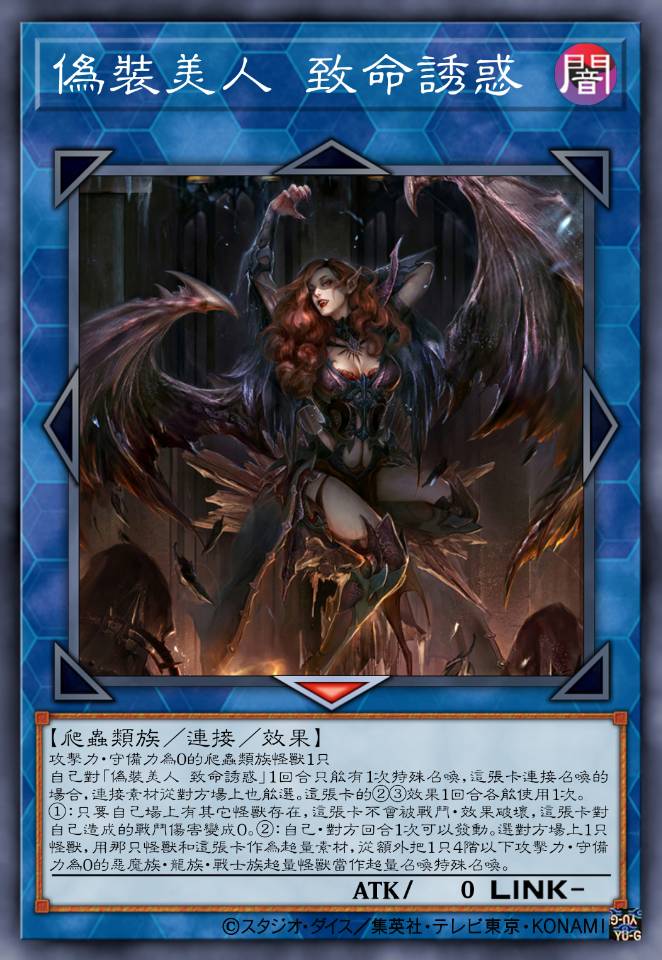 偽裝美人 致命誘惑
闇
【爬蟲類族／連接／效果】
攻擊力・守備力為0的爬蟲類族怪獸1只
自己對「偽裝美人 致命誘惑」1回合只能有1次特殊召喚，這張卡連接召喚的
場合，連接素材從對方場上也能選。這張卡的②③效果1回合各能使用1次。
①：只要自己場上有其它怪獸存在，這張卡不會被戰鬥・效果破壞，這張卡對
自己造成的戰鬥傷害變成0。②：自己・對方回合1次可以發動。選對方場上1只
怪獸，用那只怪獸和這張卡作為超量素材，從額外把1只4階以下攻擊力・守備
力為0的惡魔族・龍族・戰士族超量怪獸當作超量召喚特殊召喚。
ATK/ 0 LINK-
©スタジオ・ダイス／集英社・テレビ東京・KONAMI